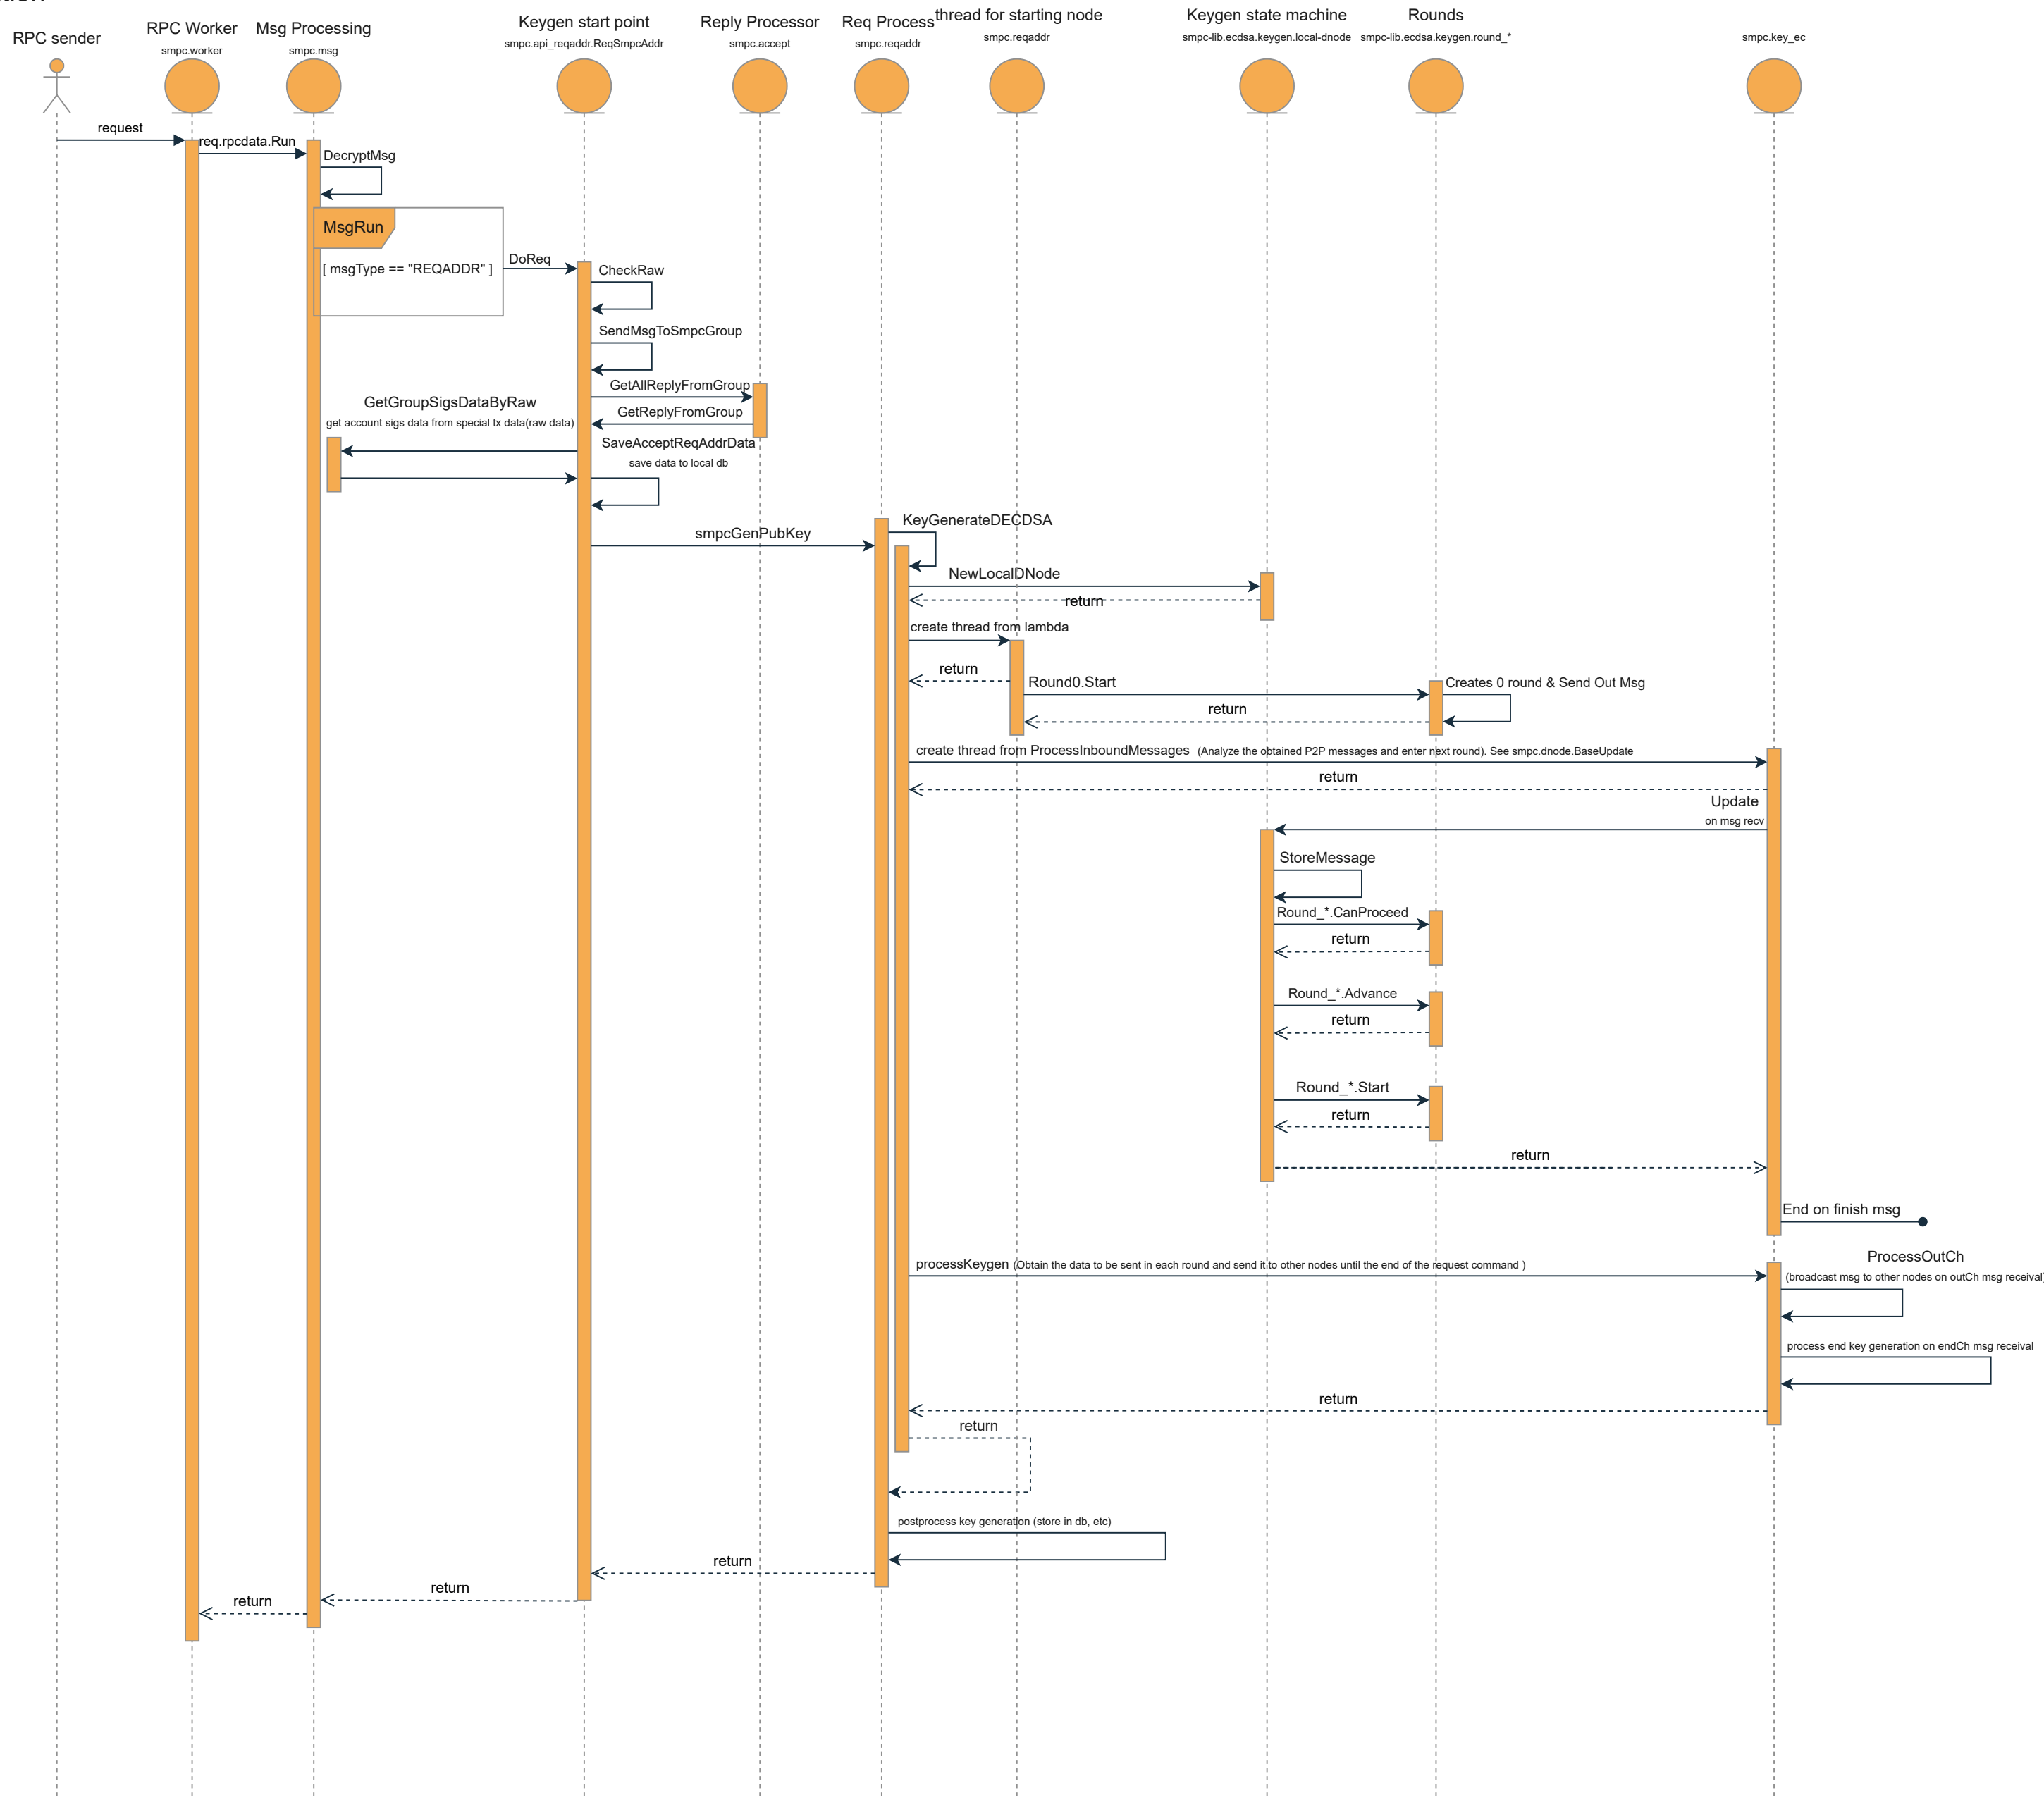 thread for starting node
Keygen state machine
Rounds
Keygen start point
Reply Processor
Req Process
RPC Worker
Msg Processing
RPC sender
smpc.worker
smpc.msg
smpc.api_reqaddr.ReqSmpcAddr
smpc.accept
smpc.reqaddr
smpc.reqaddr
smpc-lib.ecdsa.keygen.local-dnode
smpc-lib.ecdsa.keygen.round_*
smpc.key_ec
request
req.rpcdata.Run
DecryptMsg
MsgRun
[ msgType == "REQADDR" ]
DoReq
CheckRaw
SendMsgToSmpcGroup
GetAllReplyFromGroup
GetGroupSigsDataByRaw
get account sigs data from special tx data(raw data)
GetReplyFromGroup
SaveAcceptReqAddrData
save data to local db
KeyGenerateDECDSA
smpcGenPubKey
NewLocalDNode
return
create thread from lambda
return
Round0.Start
Creates 0 round & Send Out Msg
return
create thread from ProcessInboundMessages (Analyze the obtained P2P messages and enter next round). See smpc.dnode.BaseUpdate
return
Update
on msg recv
StoreMessage
Round_*.CanProceed
return
Round_*.Advance
return
Round_*.Start
return
return
End on finish msg
processKeygen (Obtain the data to be sent in each round and send it to other nodes until the end of the request command )
ProcessOutCh
(broadcast msg to other nodes on outCh msg receival)
process end key generation on endCh msg receival
return
return
postprocess key generation (store in db, etc)
return
return
return